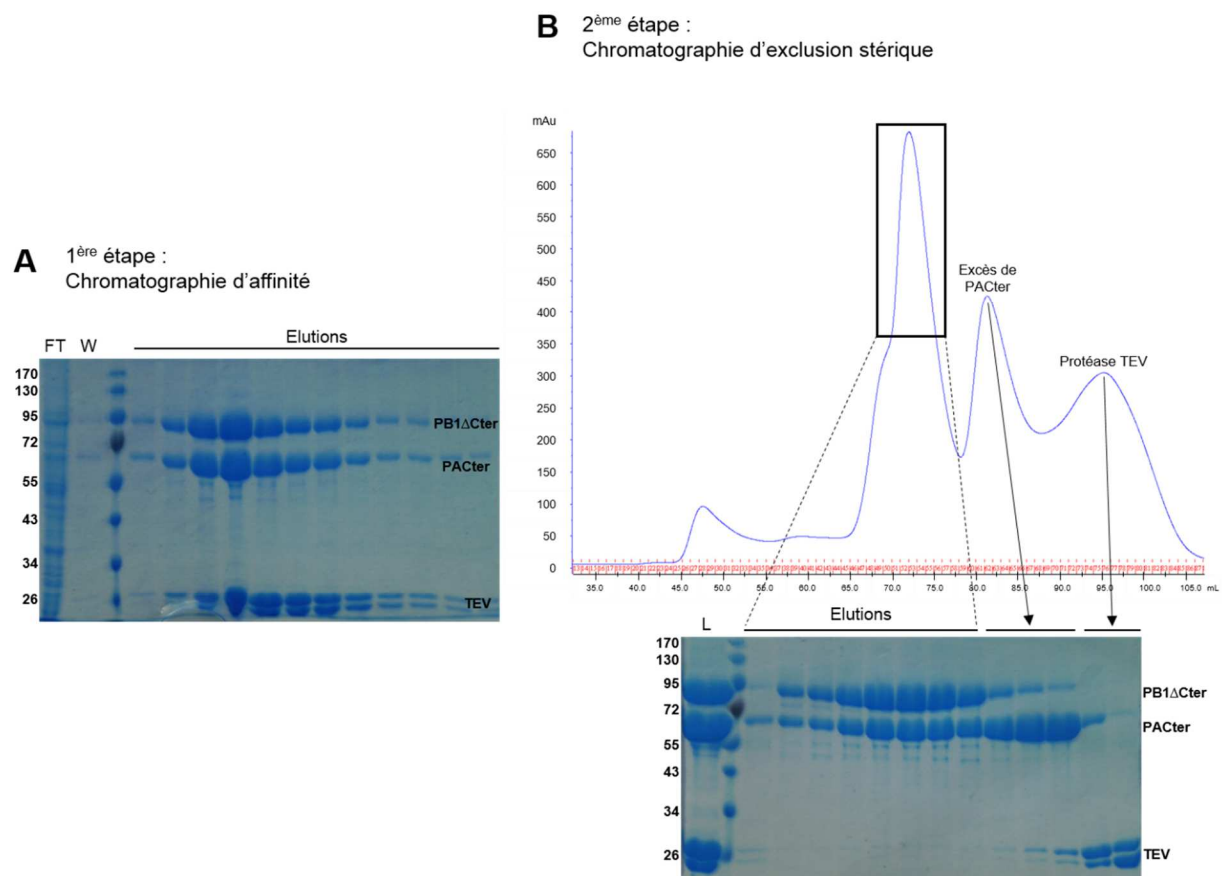 B
2ème étape :
Chromatographie d'exclusion stérique
A
1ère étape :
Chromatographie d'affinité
FT W Elutions
170
130
95
72
55
43
34
26
PB1ΔCter
PACter
TEV
mAu
650
600
550
500
450
400
350
300
250
200
150
100
50
0
Excès de
PACter
Protéase TEV
35.0 40.0 45.0 50.0 55.0 60.0 65.0 70.0 75.0 80.0 85.0 90.0 95.0 100.0 105.0 mL
L Elutions
170
130
95
72
55
43
34
26
PB1ΔCter
PACter
TEV